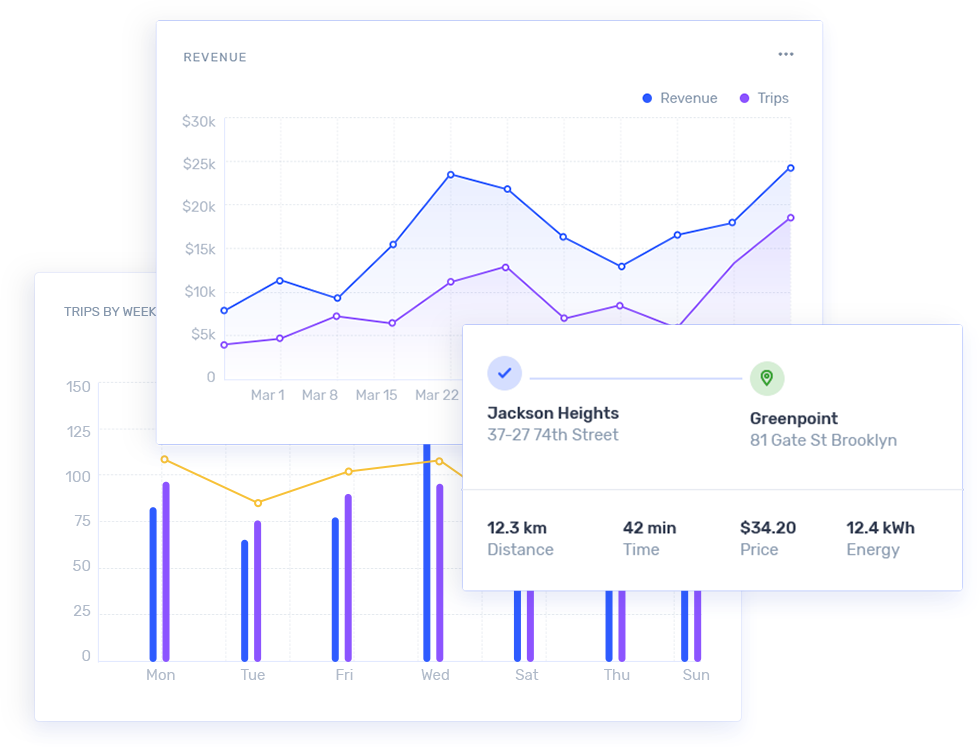 REVENUE
Revenue Trips
$30k
$25k
$20k
$15k
$10k
$5k
0
Mar 1 Mar 8 Mar 15 Mar 22
TRIPS BY WEEK
150
125
100
75
50
25
0
Mon Tue Fri Wed Sat Thu Sun
Jackson Heights
37-27 74th Street
Greenpoint
81 Gate St Brooklyn
12.3 km 42 min $34.20 12.4 kWh
Distance Time Price Energy